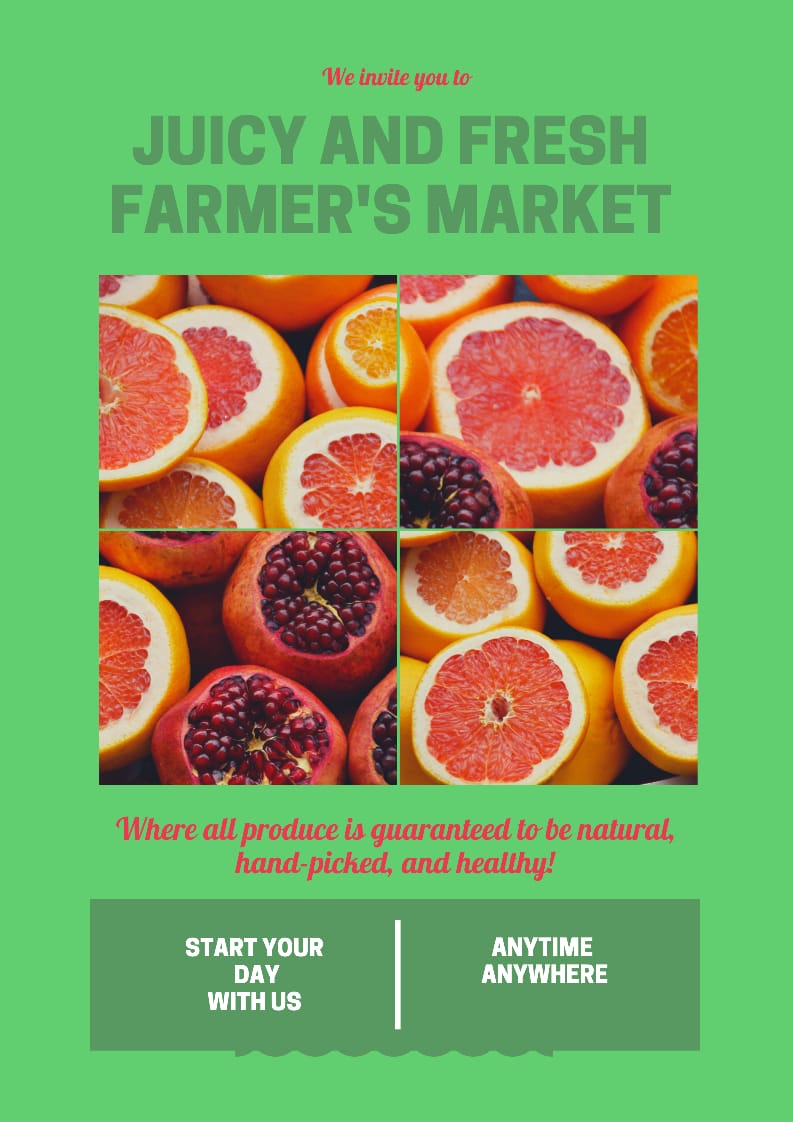 We invite you to
JUICY AND FRESH
FARMER'S MARKET
Where all produce is guaranteed to be natural,
hand-picked, and healthy!
START YOUR
DAY
WITH US
ANYTIME
ANYWHERE